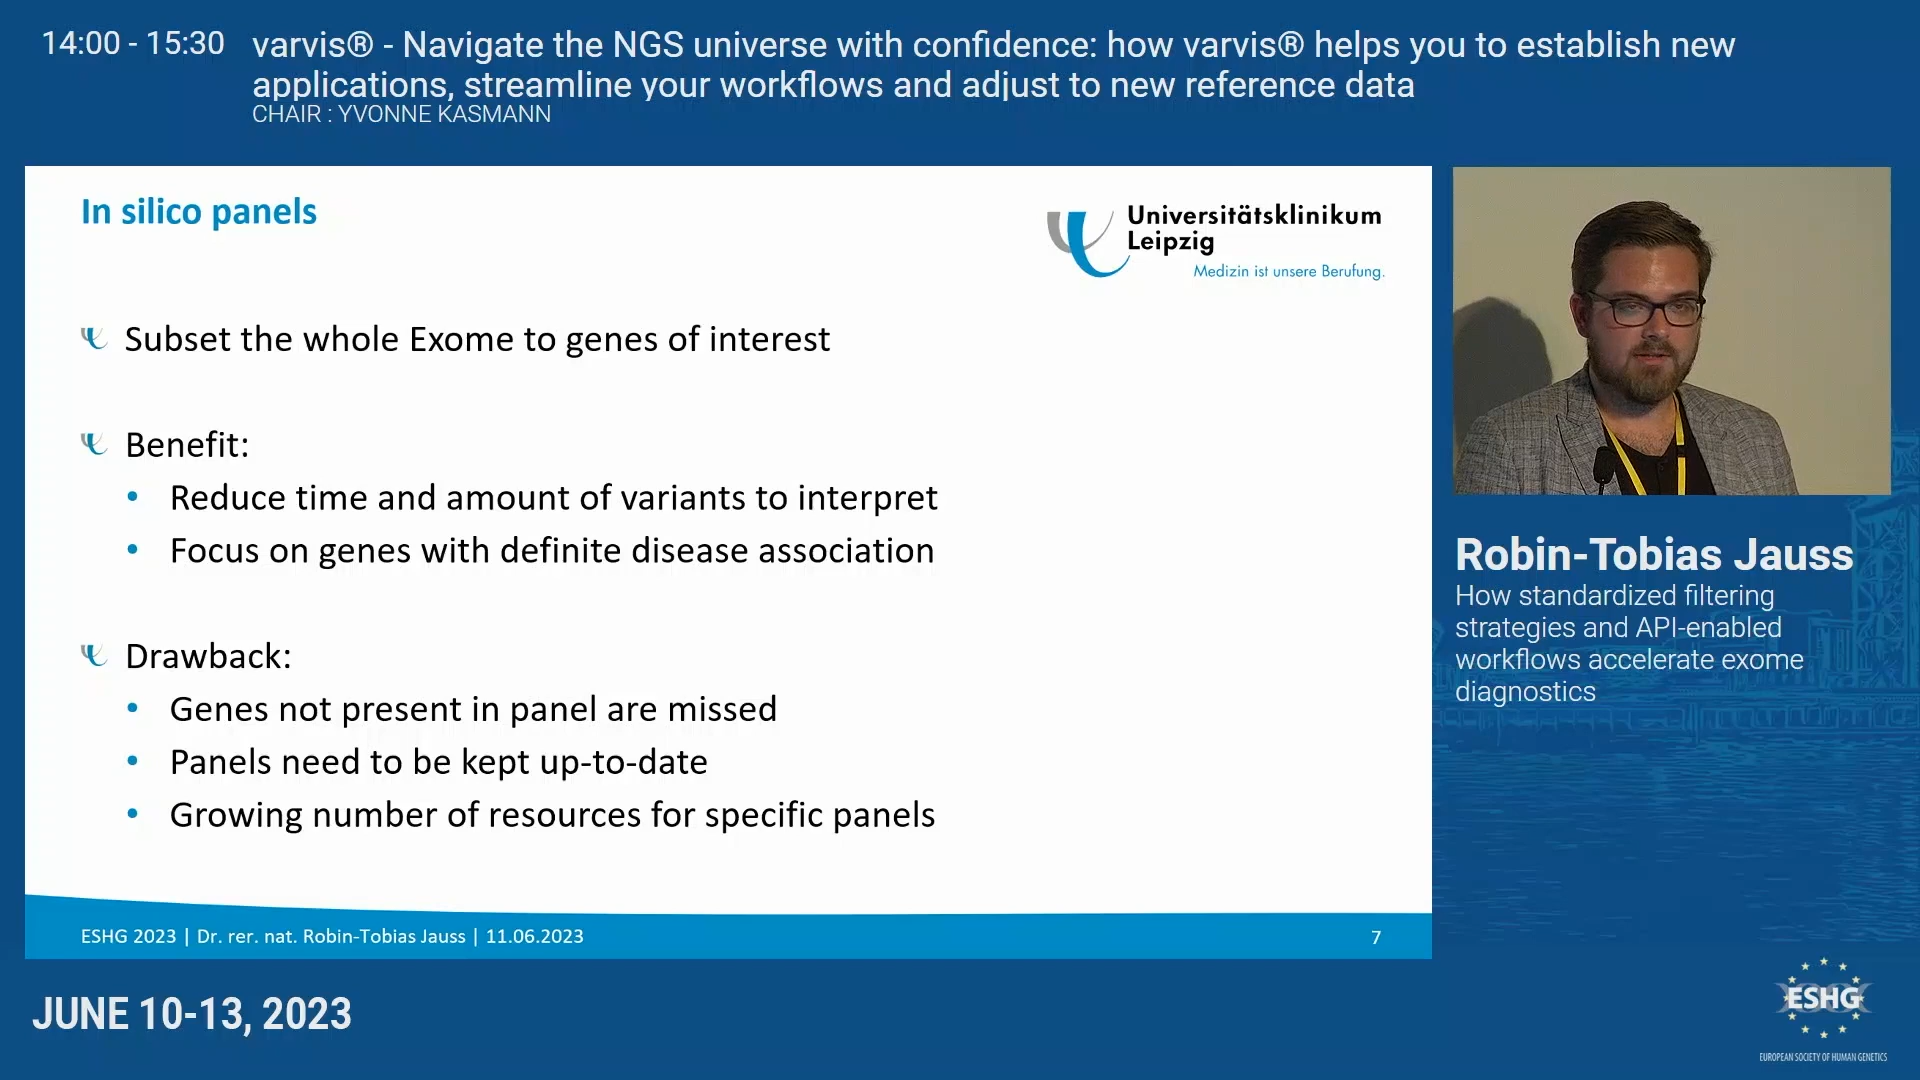 14:00 - 15:30
varvis® - Navigate the NGS universe with confidence: how varvis® helps you to establish new
applications, streamline your workflows and adjust to new reference data
CHAIR : YVONNE KASMANN
In silico panels
Universitätsklinikum
Leipzig
Medizin ist unsere Berufung.
Subset the whole Exome to genes of interest
Benefit:
• Reduce time and amount of variants to interpret
• Focus on genes with definite disease association
Drawback:
• Genes not present in panel are missed
• Panels need to be kept up-to-date
• Growing number of resources for specific panels
ESHG 2023 | Dr. rer. nat. Robin-Tobias Jauss | 11.06.2023
7
Robin-Tobias Jauss
How standardized filtering
strategies and API-enabled
workflows accelerate exome
diagnostics
JUNE 10-13, 2023
ESHG
EUROPEAN SOCIETY OF HUMAN GENETICS